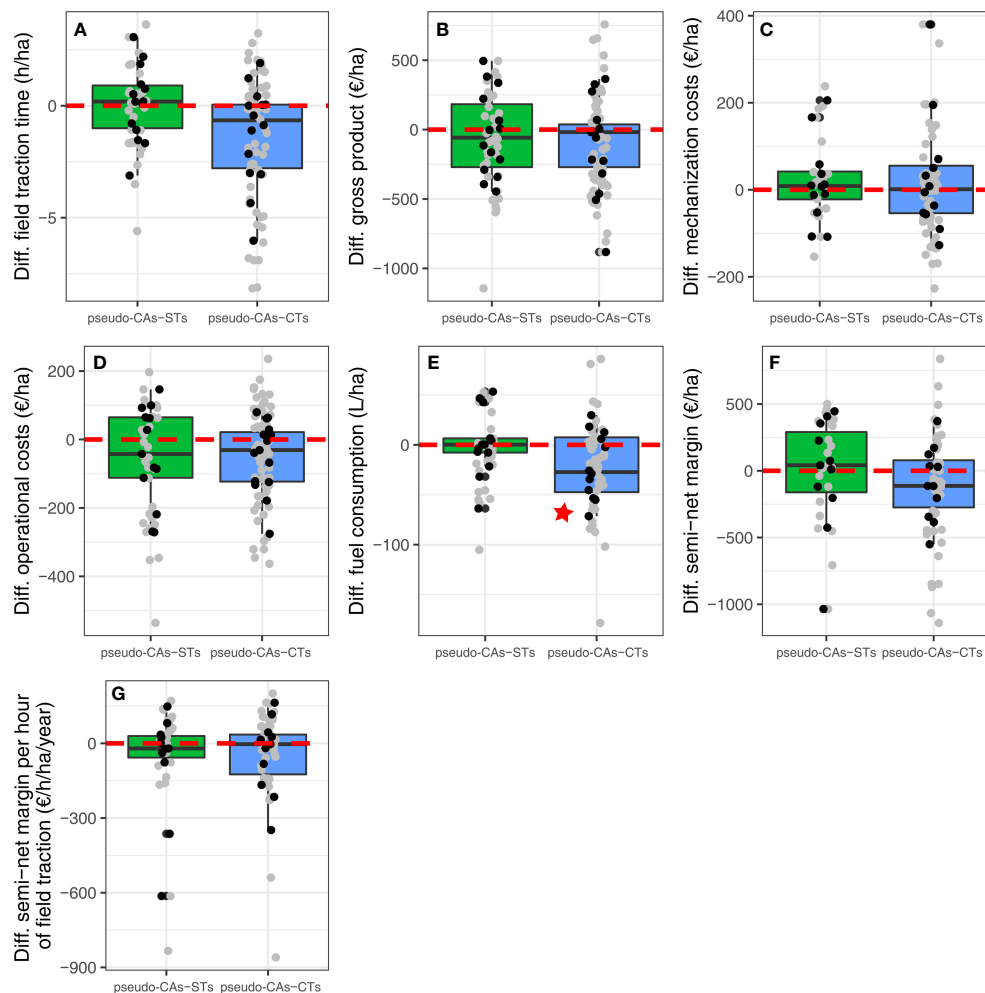 A
Diff. field traction time (h/ha)
0
−5
pseudo-CAs−STs
pseudo-CAs−CTs
B
Diff. gross product (€/ha)
500
0
−500
−1000
pseudo-CAs−STs
pseudo-CAs−CTs
C
Diff. mechanization costs (€/ha)
400
200
0
−200
pseudo-CAs−STs
pseudo-CAs−CTs
D
Diff. operational costs (€/ha)
200
0
−200
−400
pseudo-CAs−STs
pseudo-CAs−CTs
E
Diff. fuel consumption (L/ha)
0
−100
pseudo-CAs−STs
pseudo-CAs−CTs
F
Diff. semi-net margin (€/ha)
500
0
−500
−1000
pseudo-CAs−STs
pseudo-CAs−CTs
G
Diff. semi-net margin per hour
of field traction (€/h/ha/year)
0
−300
−600
−900
pseudo-CAs−STs
pseudo-CAs−CTs